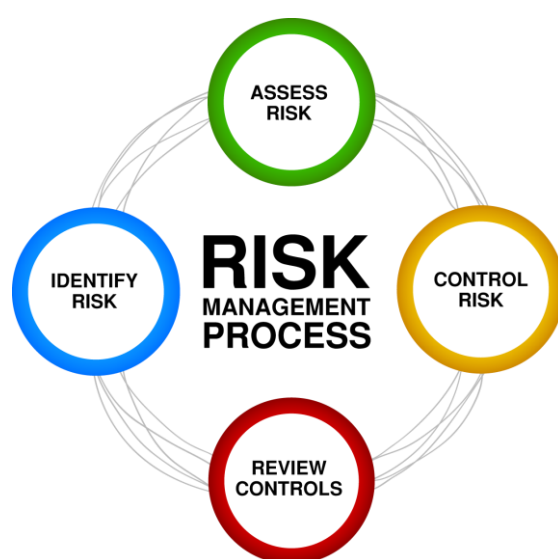 ASSESS
RISK
IDENTIFY
RISK
RISK
MANAGEMENT
PROCESS
CONTROL
RISK
REVIEW
CONTROLS